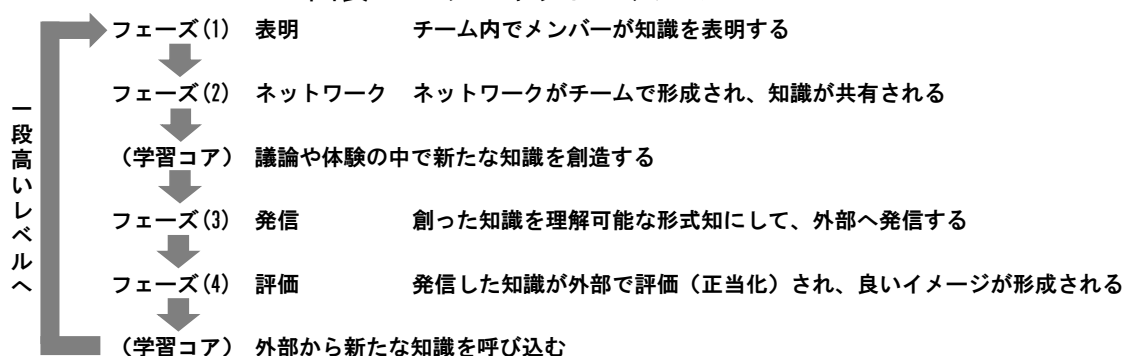 フェーズ(1) 表明 チーム内でメンバーが知識を表明する
フェーズ(2) ネットワーク ネットワークがチームで形成され、知識が共有される
(学習コア) 議論や体験の中で新たな知識を創造する
フェーズ(3) 発信 創った知識を理解可能な形式知にして、外部へ発信する
フェーズ(4) 評価 発信した知識が外部で評価(正当化)され、良いイメージが形成される
(学習コア) 外部から新たな知識を呼び込む
一段高いレベルへ